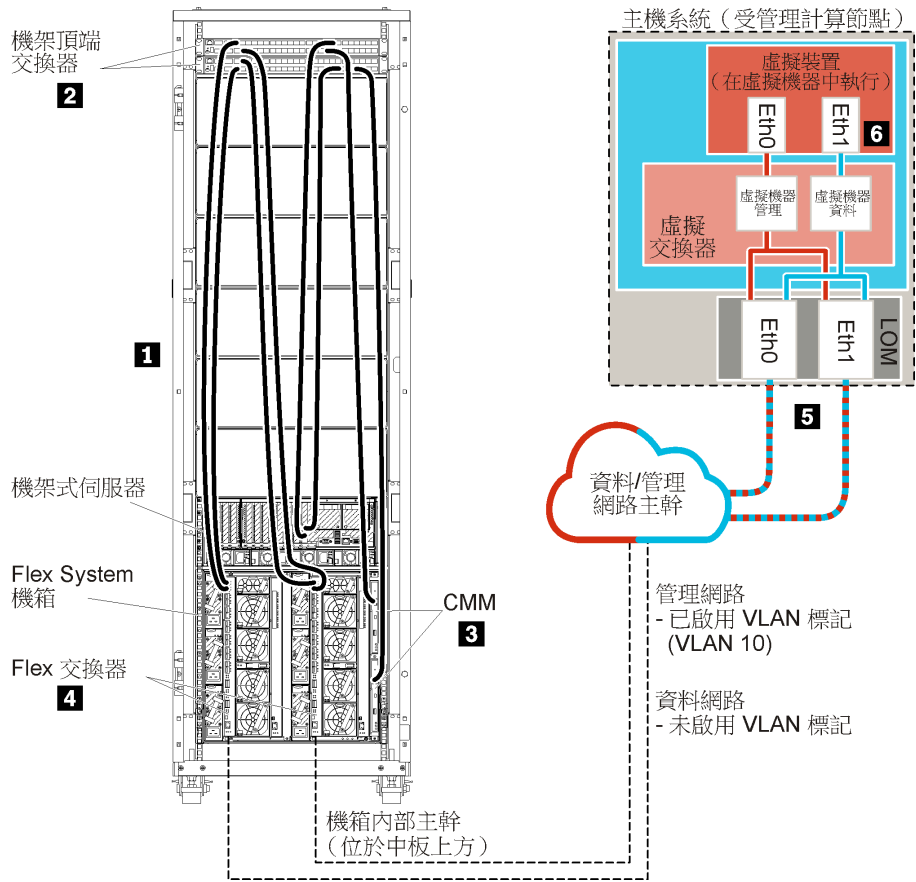 機架頂端
交換器
2
1
機架式伺服器
Flex System
機箱
Flex 交換器
4
CMM
3
機箱內部主幹
（位於中板上方）
主機系統（受管理計算節點）
虛擬裝置
（在虛擬機器中執行）
Eth0
Eth1
6
虛擬機器
管理
虛擬機器
資料
虛擬
交換器
Eth0
Eth1
LOM
5
資料/管理
網路主幹
管理網路
- 已啟用 VLAN 標記
(VLAN 10)
資料網路
- 未啟用 VLAN 標記